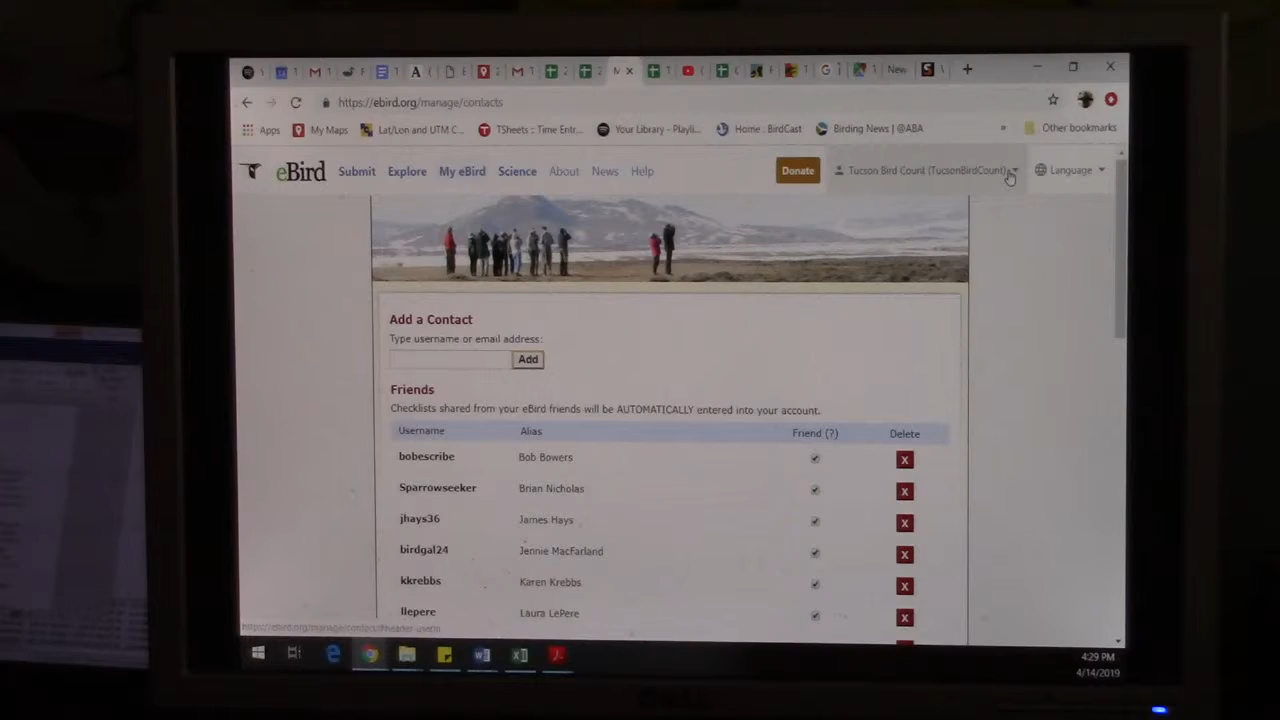 https://ebird.org/manage/contacts
Apps My Maps Lat/Lon and UTM C... TSheets :: Time Entr... Your Library - Playli... Home : BirdCast Birding News | @ABA » Other bookmarks
eBird Submit Explore My eBird Science About News Help Donate Tucson Bird Count (TucsonBirdCount) Language
Add a Contact
Type username or email address:
Add
Friends
Checklists shared from your eBird friends will be AUTOMATICALLY entered into your account.
Username Alias Friend (?) Delete
bobescribe Bob Bowers X
Sparrowseeker Brian Nicholas X
jhays36 James Hays X
birdgal24 Jennie MacFarland X
kkrebbs Karen Krebbs X
llepere Laura LePere X
4:29 PM
4/14/2019